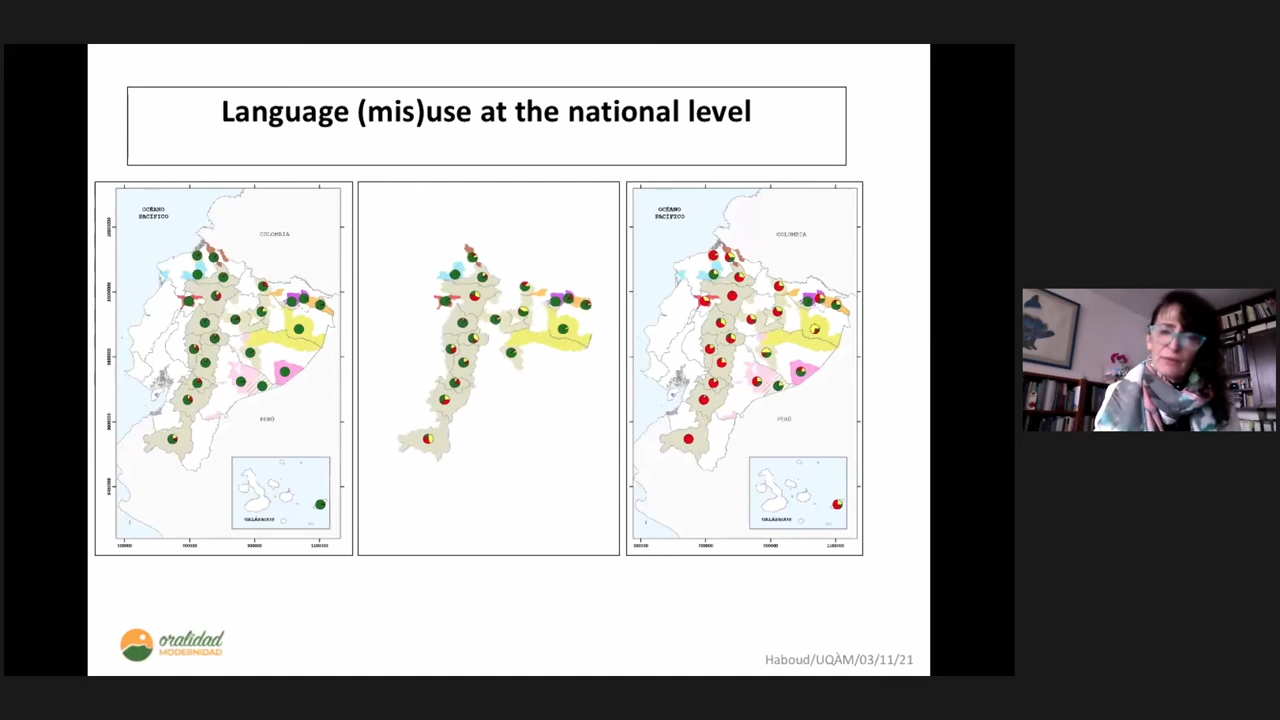 Language (mis)use at the national level
OCÉANO
PACÍFICO
COLOMBIA
PERÚ
GALÁPAGOS
OCÉANO
PACÍFICO
COLOMBIA
PERÚ
GALÁPAGOS
oralidad
MODERNIDAD
Haboud/UQÀM/03/11/21